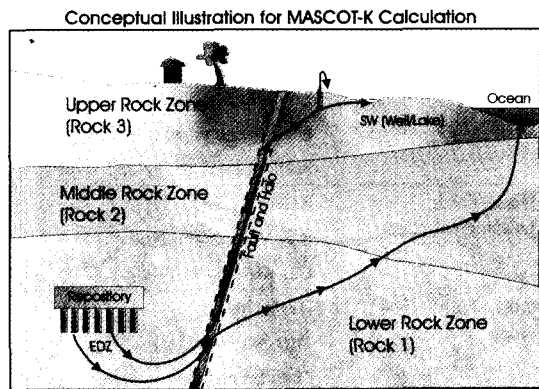 Conceptual Illustration for MASCOT-K Calculation
Ocean
Upper Rock Zone
(Rock 3)
SW (Well/Lake)
Middle Rock Zone
(Rock 2)
Fault and Halo
Repository
EDZ
Lower Rock Zone
(Rock 1)